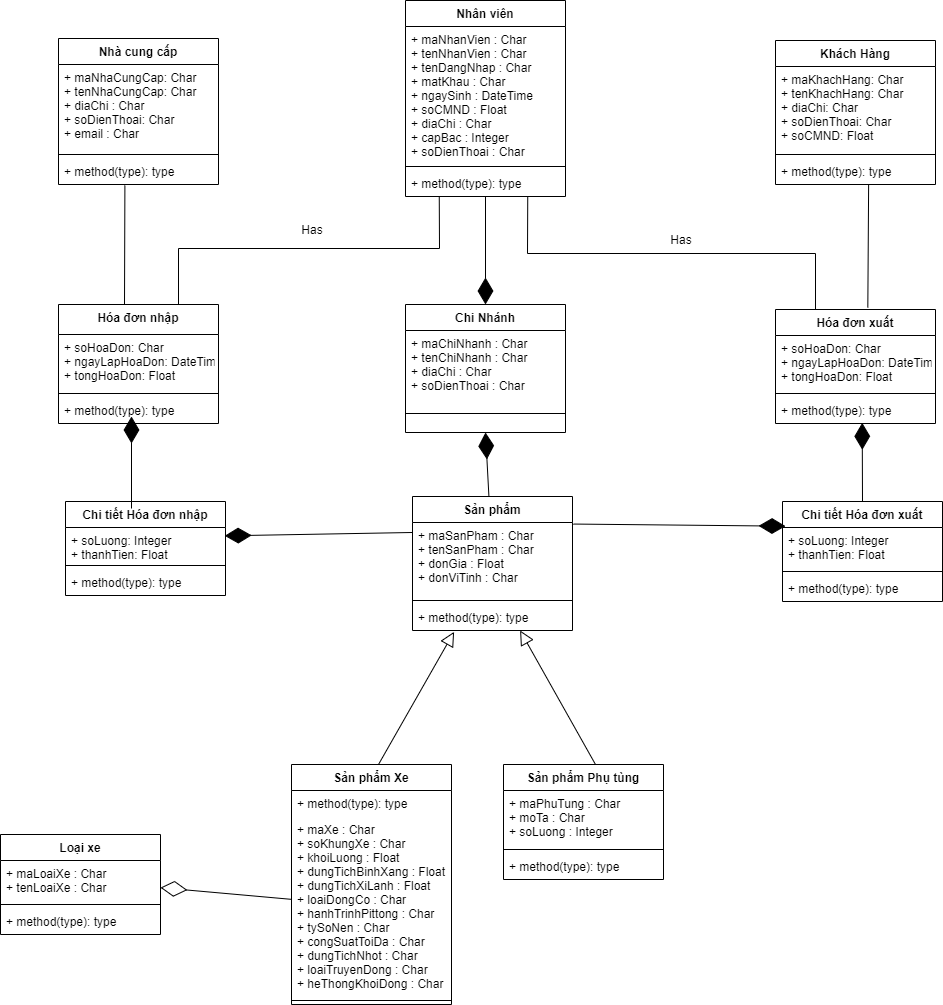 Nhân viên
+ maNhanVien : Char
+ tenNhanVien : Char
+ tenDangNhap : Char
+ matKhau : Char
+ ngaySinh : DateTime
+ soCMND : Float
+ diaChi : Char
+ capBac : Integer
+ soDienThoai : Char
+ method(type): type
Nhà cung cấp
+ maNhaCungCap: Char
+ tenNhaCungCap: Char
+ diaChi : Char
+ soDienThoai: Char
+ email : Char
+ method(type): type
Khách Hàng
+ maKhachHang: Char
+ tenKhachHang: Char
+ diaChi: Char
+ soDienThoai: Char
+ soCMND: Float
+ method(type): type
Has
Has
Hóa đơn nhập
+ soHoaDon: Char
+ ngayLapHoaDon: DateTim
+ tongHoaDon: Float
+ method(type): type
Chi Nhánh
+ maChiNhanh : Char
+ tenChiNhanh : Char
+ diaChi : Char
+ soDienThoai : Char
Hóa đơn xuất
+ soHoaDon: Char
+ ngayLapHoaDon: DateTim
+ tongHoaDon: Float
+ method(type): type
Chi tiết Hóa đơn nhập
+ soLuong: Integer
+ thanhTien: Float
+ method(type): type
Sản phẩm
+ maSanPham : Char
+ tenSanPham : Char
+ donGia : Float
+ donViTinh : Char
+ method(type): type
Chi tiết Hóa đơn xuất
+ soLuong: Integer
+ thanhTien: Float
+ method(type): type
Sản phẩm Xe
+ method(type): type
+ maXe : Char
+ soKhungXe : Char
+ khoiLuong : Float
+ dungTichBinhXang : Float
+ dungTichXiLanh : Float
+ loaiDongCo : Char
+ hanhTrinhPittong : Char
+ tySoNen : Char
+ congSuatToiDa : Char
+ dungTichNhot : Char
+ loaiTruyenDong : Char
+ heThongKhoiDong : Char
Sản phẩm Phụ tùng
+ maPhuTung : Char
+ moTa : Char
+ soLuong : Integer
+ method(type): type
Loại xe
+ maLoaiXe : Char
+ tenLoaiXe : Char
+ method(type): type